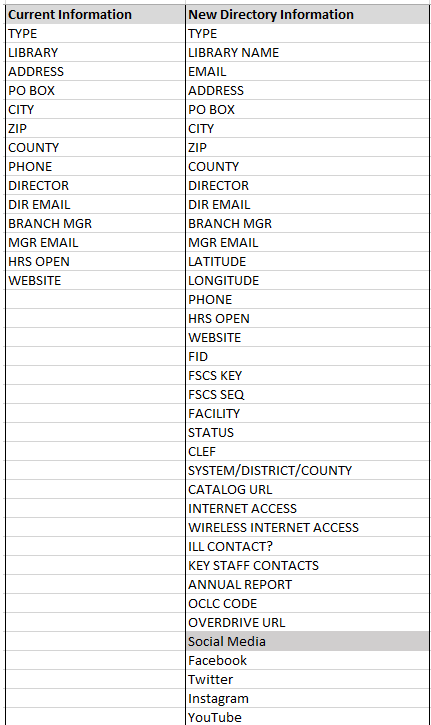 Current Information New Directory Information
TYPE TYPE
LIBRARY LIBRARY NAME
ADDRESS EMAIL
PO BOX ADDRESS
CITY PO BOX
ZIP CITY
COUNTY ZIP
PHONE COUNTY
DIRECTOR DIRECTOR
DIR EMAIL DIR EMAIL
BRANCH MGR BRANCH MGR
MGR EMAIL MGR EMAIL
HRS OPEN LATITUDE
WEBSITE LONGITUDE
PHONE
HRS OPEN
WEBSITE
FID
FSCS KEY
FSCS SEQ
FACILITY
STATUS
CLEF
SYSTEM/DISTRICT/COUNTY
CATALOG URL
INTERNET ACCESS
WIRELESS INTERNET ACCESS
ILL CONTACT?
KEY STAFF CONTACTS
ANNUAL REPORT
OCLC CODE
OVERDRIVE URL
Social Media
Facebook
Twitter
Instagram
YouTube